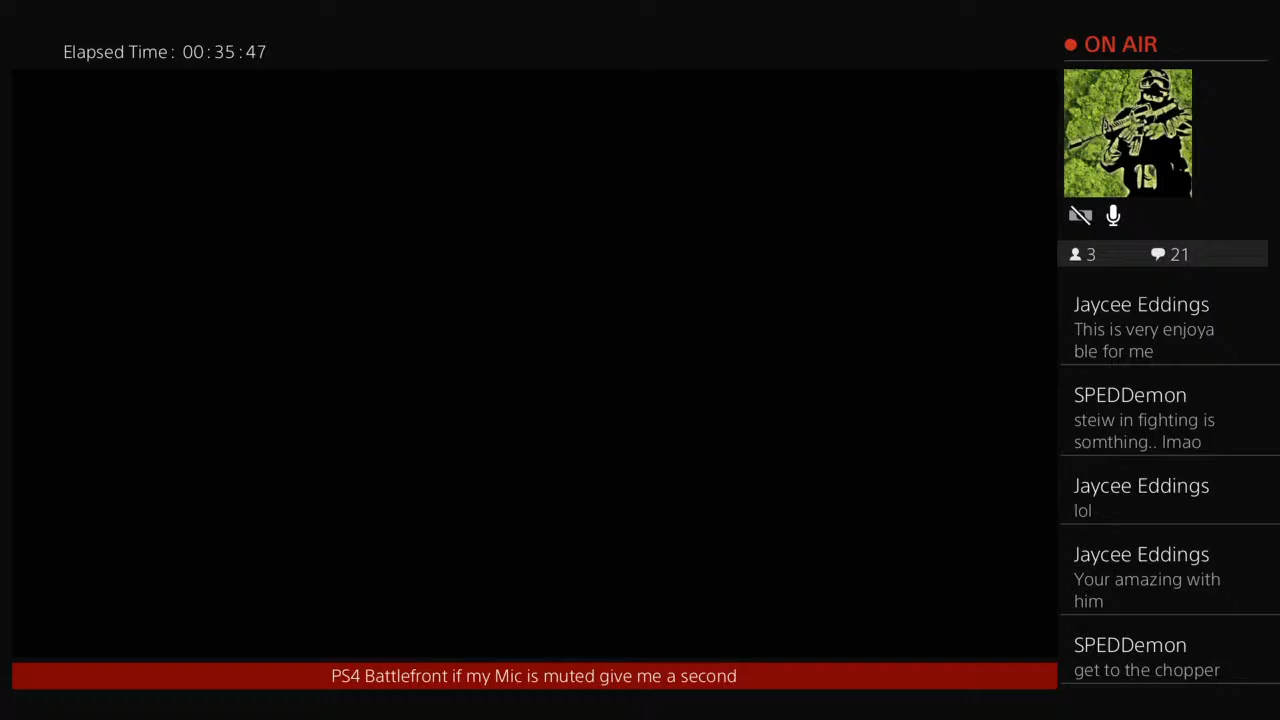 Elapsed Time: 00:35:47
ON AIR
19
3
21
Jaycee Eddings
This is very enjoya
ble for me
SPEDDemon
steiw in fighting is
somthing.. lmao
Jaycee Eddings
lol
Jaycee Eddings
Your amazing with
him
SPEDDemon
get to the chopper
PS4 Battlefront if my Mic is muted give me a second